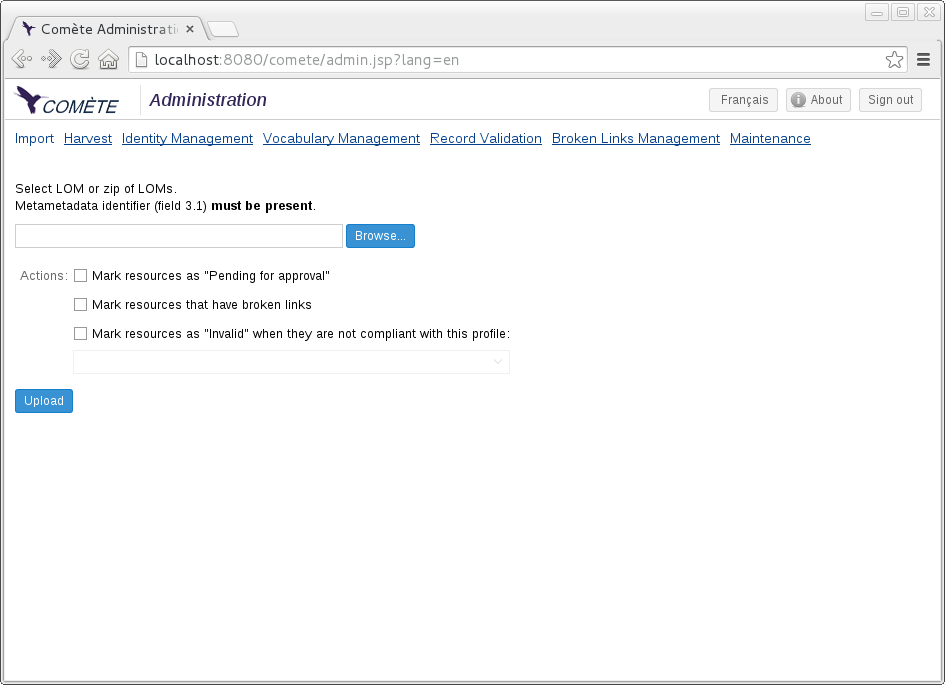 Comète Administratio
localhost:8080/comete/admin.jsp?lang=en
COMÈTE Administration Français About Sign out
Import Harvest Identity Management Vocabulary Management Record Validation Broken Links Management Maintenance
Select LOM or zip of LOMs.
Metametadata identifier (field 3.1) must be present.
Browse...
Actions: Mark resources as "Pending for approval"
Mark resources that have broken links
Mark resources as "Invalid" when they are not compliant with this profile:
Upload